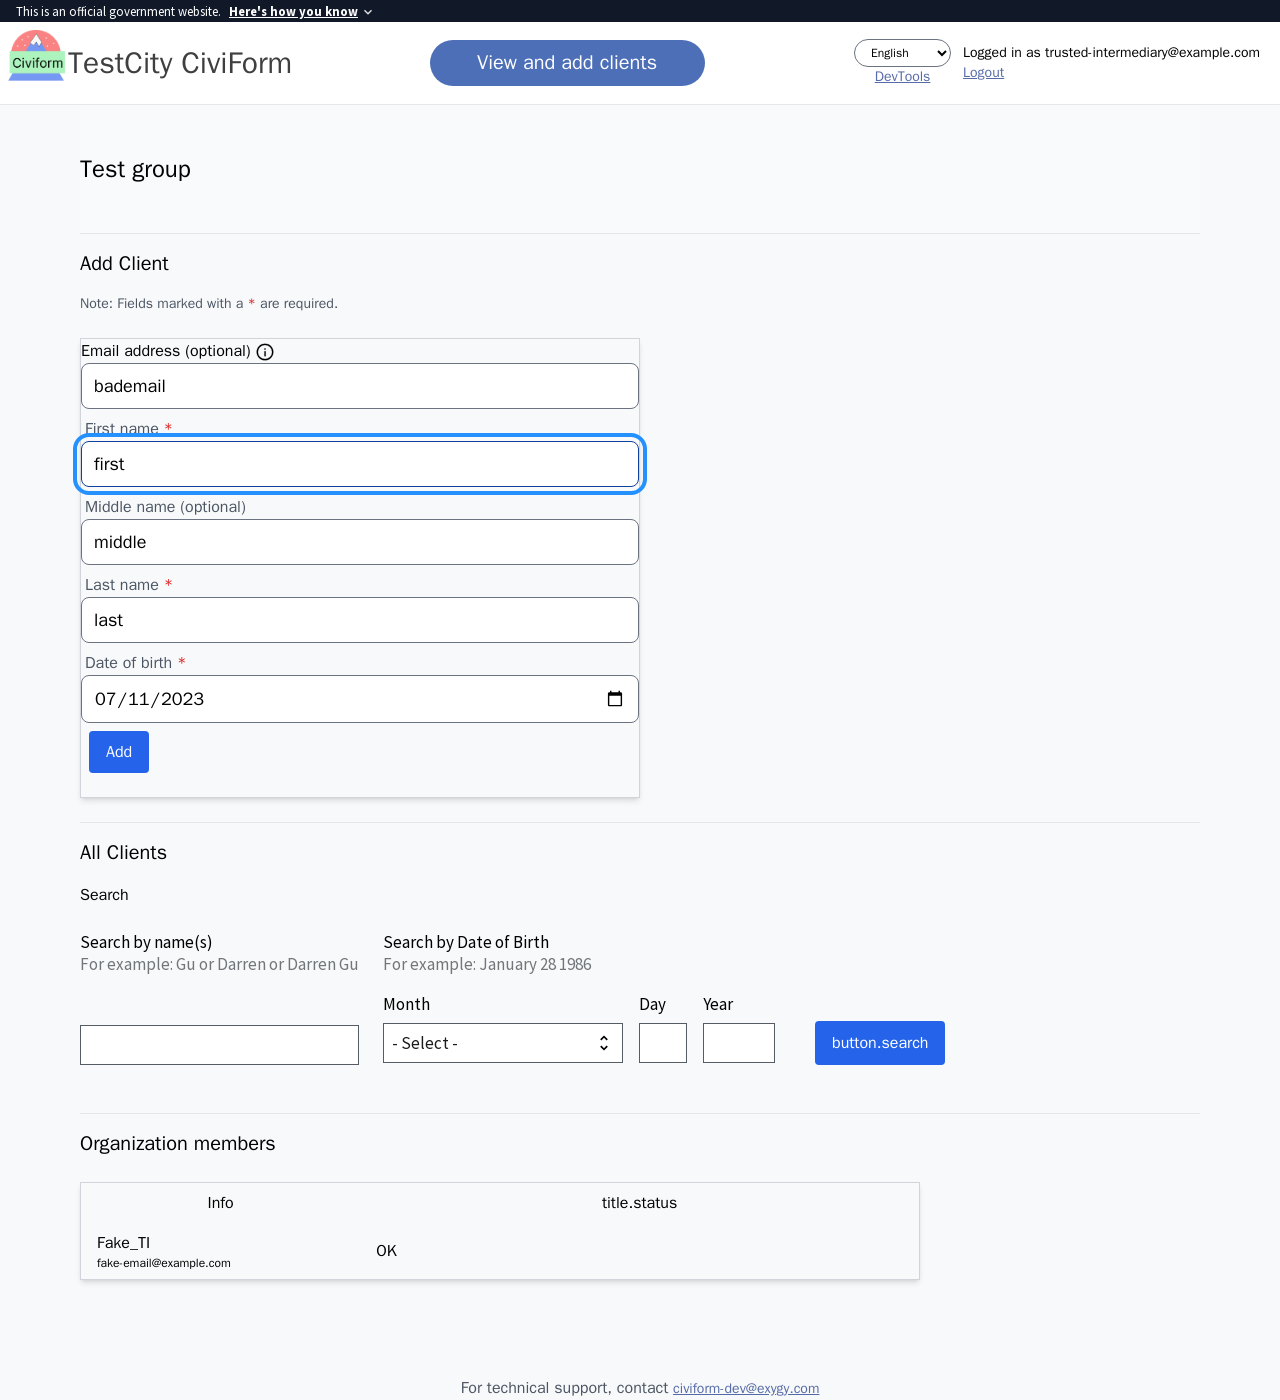 This is an official government website. Here's how you know
Civiform TestCity CiviForm
View and add clients
English
DevTools
Logged in as trusted-intermediary@example.com
Logout
Test group
Add Client
Note: Fields marked with a * are required.
Email address (optional)
bademail
First name *
first
Middle name (optional)
middle
Last name *
last
Date of birth *
07/11/2023
Add
All Clients
Search
Search by name(s)
For example: Gu or Darren or Darren Gu
Search by Date of Birth
For example: January 28 1986
Month Day Year
- Select -
button.search
Organization members
Info title.status
Fake_TI
fake-email@example.com
OK
For technical support, contact civiform-dev@exygy.com